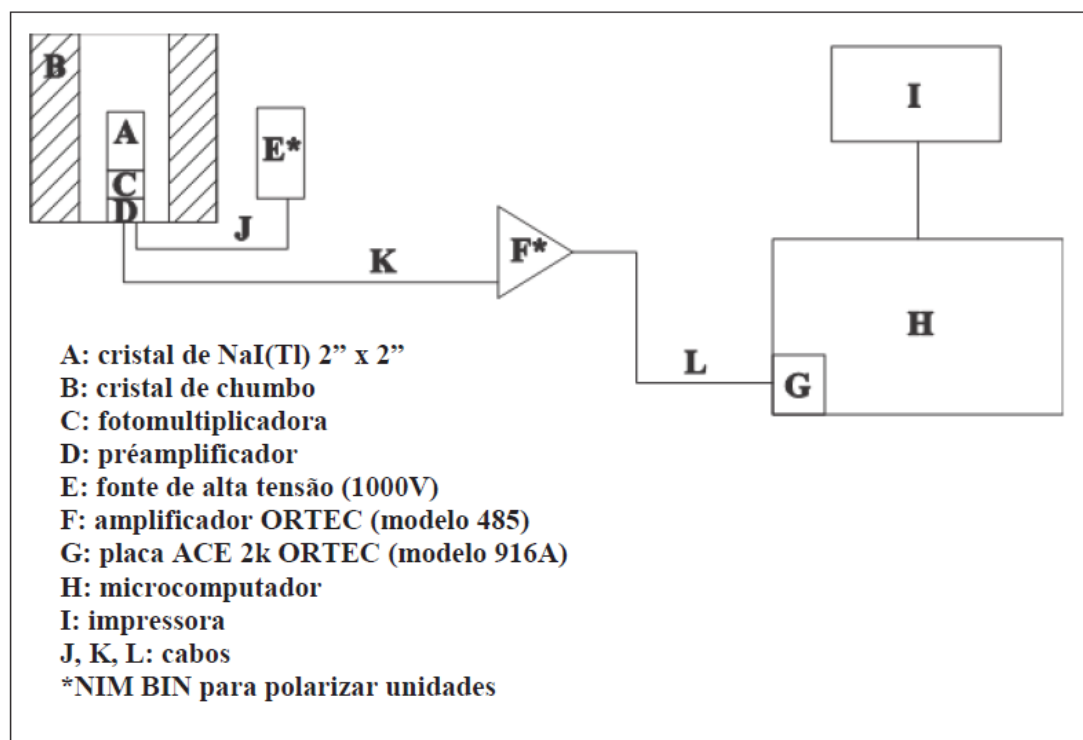 B
A
C
D
E*
J
K
F*
L
G
H
I
A: cristal de NaI(Tl) 2” x 2”
B: cristal de chumbo
C: fotomultiplicadora
D: préamplificador
E: fonte de alta tensão (1000V)
F: amplificador ORTEC (modelo 485)
G: placa ACE 2k ORTEC (modelo 916A)
H: microcomputador
I: impressora
J, K, L: cabos
*NIM BIN para polarizar unidades